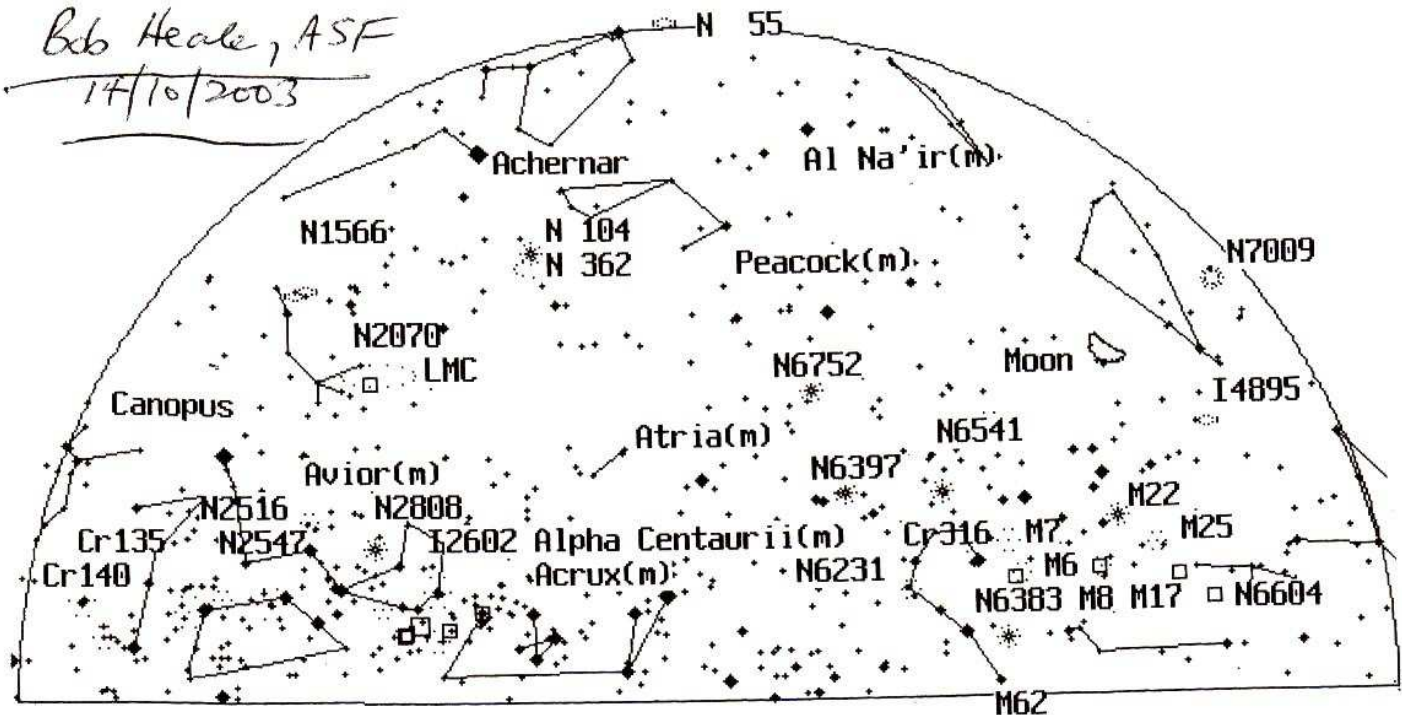 Bob Heale, ASF
14/10/2003
N 55
Achernar
Al Na'ir(m)
N1566
N 104
N 362
Peacock(m)
N7009
N2070
LMC
N6752
Moon
I4895
Canopus
Atria(m)
N6541
Avior(m)
N6397
N2516
N2808
M22
Cr135
N2547
I2602
Alpha Centaurii(m)
Cr316
M7
M25
Cr140
Acrux(m)
N6231
M6
N6383
M8
M17
N6604
M62